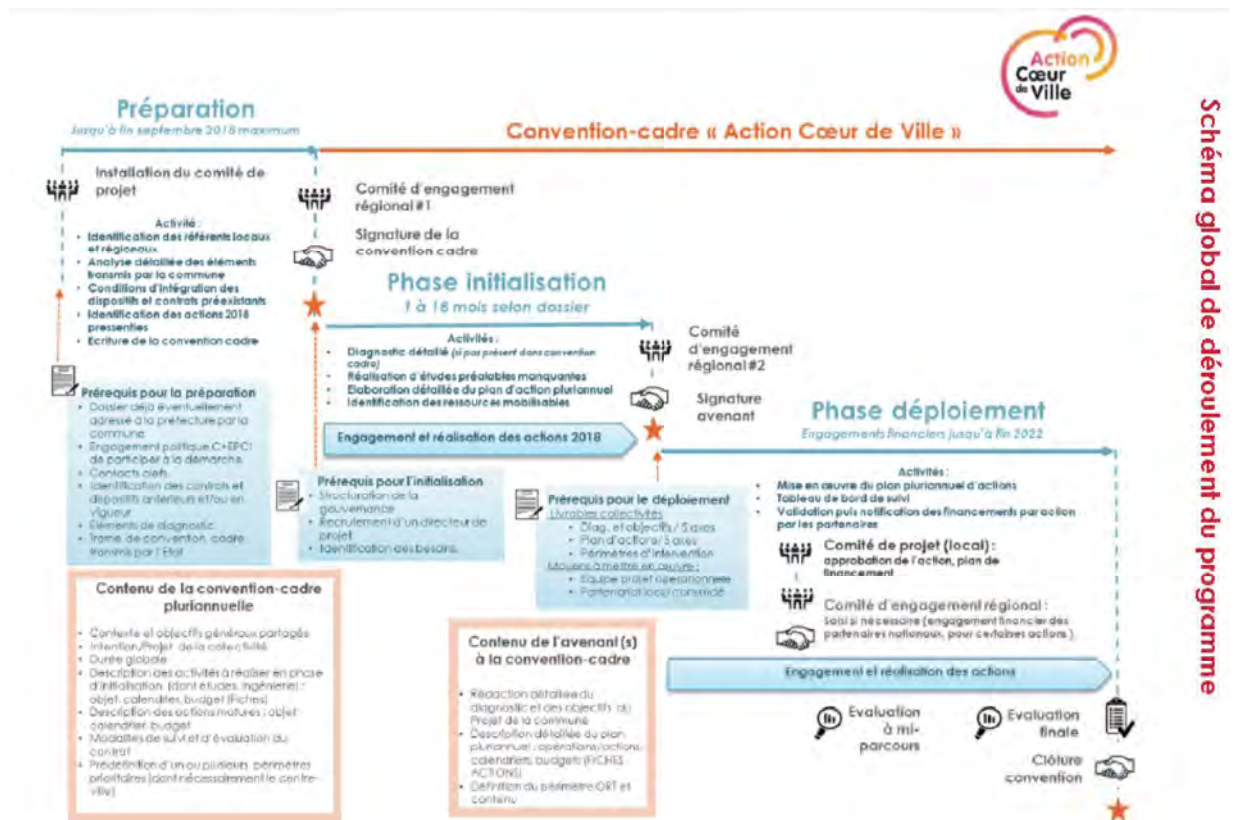 Action
Cœur
de Ville
Schéma global de déroulement du programme
Préparation
Jusqu'à fin septembre 2018 maximum
Convention-cadre « Action Cœur de Ville »
Installation du comité de
projet
Activité :
• Identification des référents locaux
et régionaux
• Analyse détaillée des éléments
transmis par la commune
• Conditions d'intégration des
dispositifs et contrats préexistants
• Identification des actions 2018
pressenties
• Ecriture de la convention cadre
Prérequis pour la préparation
• Dossier déjà éventuellement
adressé à la préfecture par la
commune
• Engagement politique C+EPCI
de participer à la démarche
• Contacts clefs
• Identification des contrats et
dispositifs antérieurs et/ou en
vigueur
• Eléments de diagnostic
• Trame de convention cadre
transmis par l'Etat
Contenu de la convention-cadre
pluriannuelle
• Contexte et objectifs généraux partagés
• Intention/Projet de la collectivité
• Durée globale
• Description des activités à réaliser en phase
d'initialisation (dont études, ingénierie) :
objet, calendrier, budget (Fiches)
• Description des actions matures : objet
calendrier, budget
• Modalités de suivi et d'évaluation du
contrat
• Prédéfinition d'un ou plusieurs périmètres
prioritaires (dont nécessairement le centre-
ville)
Comité d'engagement
régional #1
Signature de la
convention cadre
Phase initialisation
1 à 18 mois selon dossier
Activités :
• Diagnostic détaillé (si pas présent dans convention
cadre)
• Réalisation d'études préalables manquantes
• Elaboration détaillée du plan d'action pluriannuel
• Identification des ressources mobilisables
Engagement et réalisation des actions 2018
Prérequis pour l'initialisation
• Structuration de la
gouvernance
• Recrutement d'un directeur de
projet
• Identification des besoins
Comité
d'engagement
régional #2
Signature
avenant
Prérequis pour le déploiement
Livrables collectivités
• Diag. et objectifs / 5 axes
• Plan d'actions / 5 axes
• Périmètres d'intervention
Moyens à mettre en œuvre :
• Equipe projet opérationnelle
• Partenariat local
Contenu de l'avenant(s)
à la convention-cadre
• Rédaction détaillée du
diagnostic et des objectifs du
Projet de la commune
• Description détaillée du plan
pluriannuel : opérations/actions,
calendriers, budgets (FICHES
ACTIONS)
• Définition du périmètre ORT et
contenu
Phase déploiement
Engagements financiers jusqu'à fin 2022
Activités :
• Mise en œuvre du plan pluriannuel d'actions
• Tableau de bord de suivi
• Validation puis notification des financements par action
par les partenaires
Comité de projet (local) :
approbation de l'action, plan de
financement
Comité d'engagement régional :
saisi si nécessaire (engagement financier des
partenaires nationaux, pour certaines actions)
Engagement et réalisation des actions
Evaluation
à mi-
parcours
Evaluation
finale
Clôture
convention